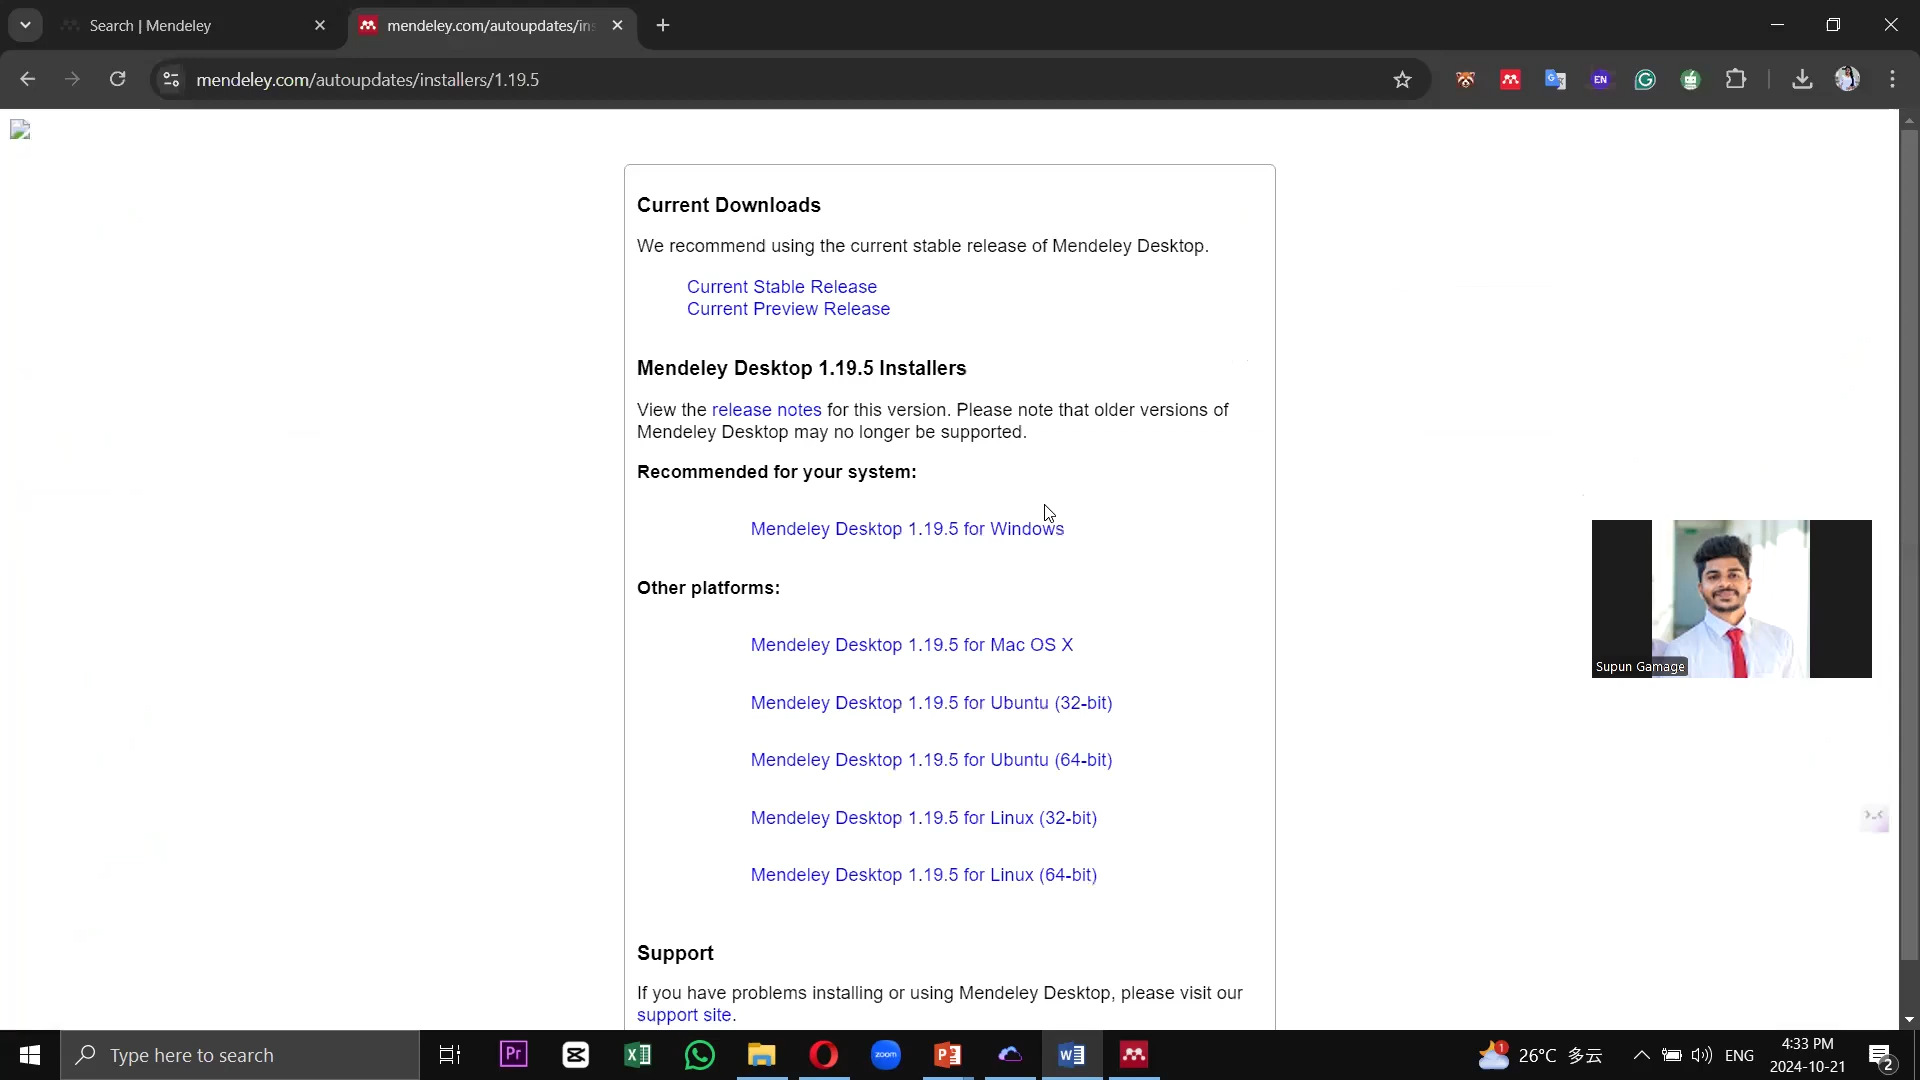 Search | Mendeley
mendeley.com/autoupdates/ins
mendeley.com/autoupdates/installers/1.19.5
EN
Current Downloads
We recommend using the current stable release of Mendeley Desktop.
Current Stable Release
Current Preview Release
Mendeley Desktop 1.19.5 Installers
View the release notes for this version. Please note that older versions of
Mendeley Desktop may no longer be supported.
Recommended for your system:
Mendeley Desktop 1.19.5 for Windows
Other platforms:
Mendeley Desktop 1.19.5 for Mac OS X
Mendeley Desktop 1.19.5 for Ubuntu (32-bit)
Mendeley Desktop 1.19.5 for Ubuntu (64-bit)
Mendeley Desktop 1.19.5 for Linux (32-bit)
Mendeley Desktop 1.19.5 for Linux (64-bit)
Supun Gamage
Support
If you have problems installing or using Mendeley Desktop, please visit our
support site.
Type here to search
Pr
zoom
1
26°C 多云
ENG
4:33 PM
2024-10-21
2